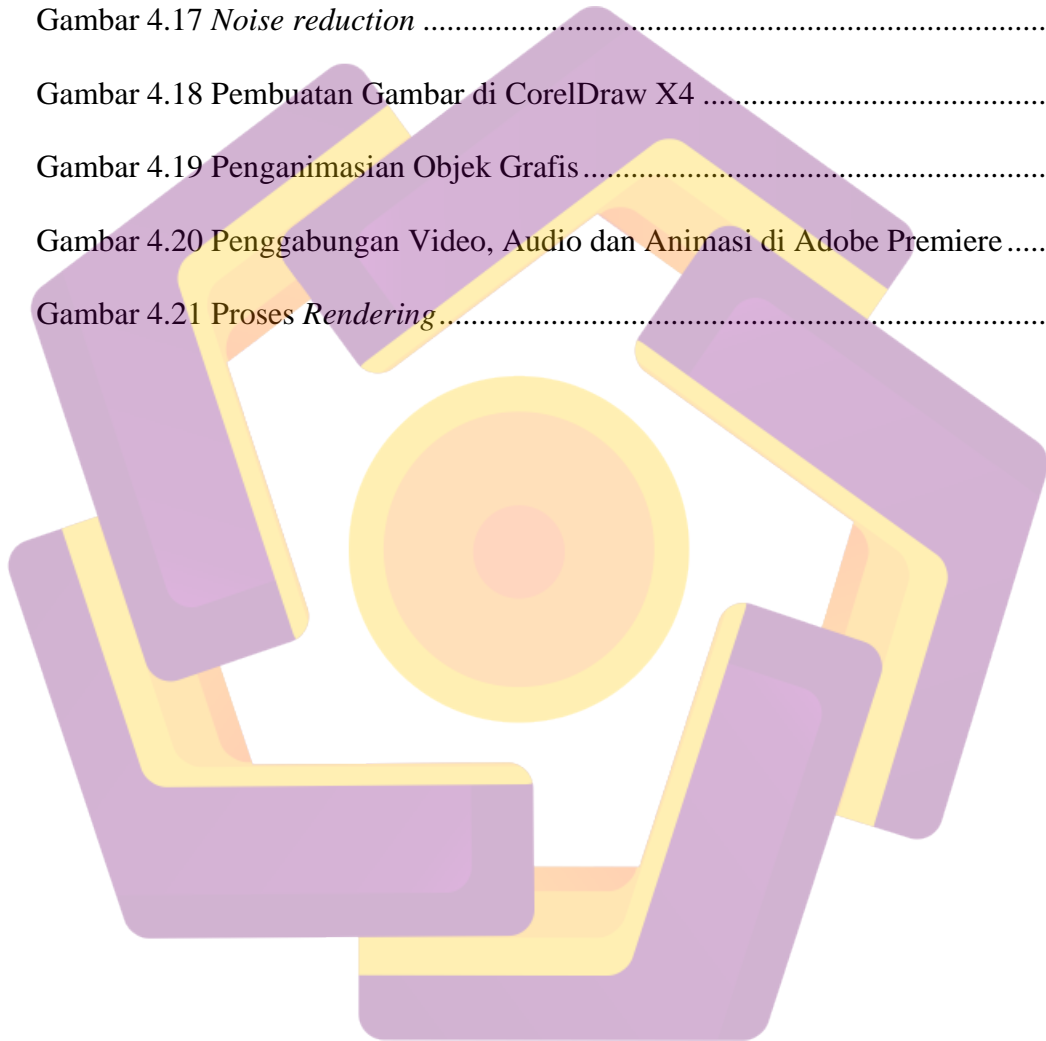 Gambar 4.17 Noise reduction ..............................................................................
Gambar 4.18 Pembuatan Gambar di CorelDraw X4 ...........................................
Gambar 4.19 Penganimasian Objek Grafis..........................................................
Gambar 4.20 Penggabungan Video, Audio dan Animasi di Adobe Premiere.....
Gambar 4.21 Proses Rendering............................................................................